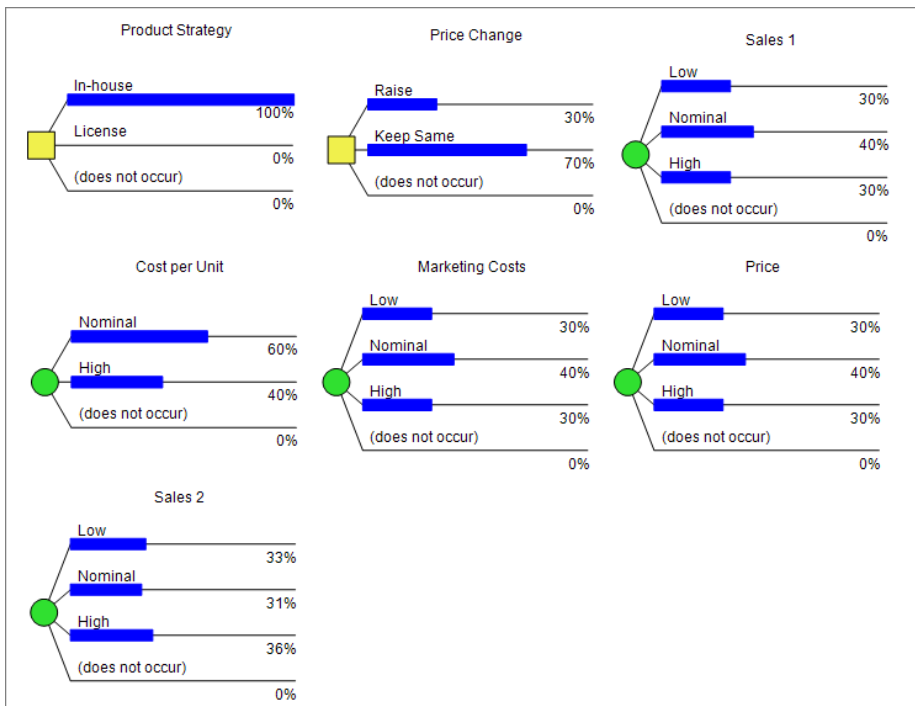 Product Strategy
In-house
100%
License
0%
(does not occur)
0%
Price Change
Raise
30%
Keep Same
70%
(does not occur)
0%
Sales 1
Low
30%
Nominal
40%
High
30%
(does not occur)
0%
Cost per Unit
Nominal
60%
High
40%
(does not occur)
0%
Marketing Costs
Low
30%
Nominal
40%
High
30%
(does not occur)
0%
Price
Low
30%
Nominal
40%
High
30%
(does not occur)
0%
Sales 2
Low
33%
Nominal
31%
High
36%
(does not occur)
0%